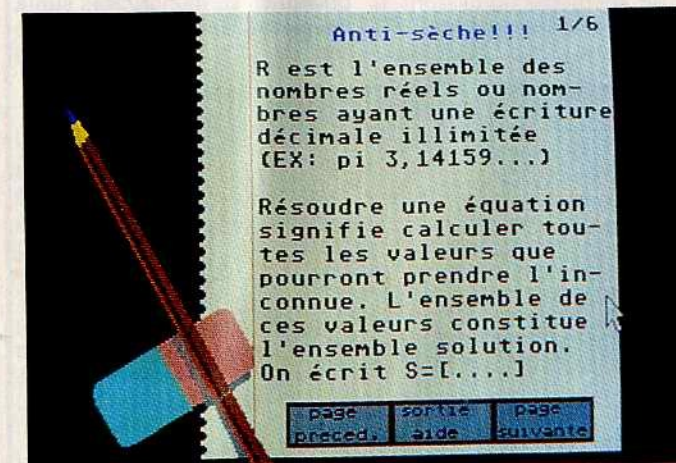 Anti-sèche!!! 1/6
R est l'ensemble des
nombres réels ou nom-
bres ayant une écriture
décimale illimitée
(EX: pi 3,14159...)
Résoudre une équation
signifie calculer tou-
tes les valeurs que
pourront prendre l'in-
connue. L'ensemble de
ces valeurs constitue
l'ensemble solution.
On écrit S=[....]
page sortie page
préced. aide suivante